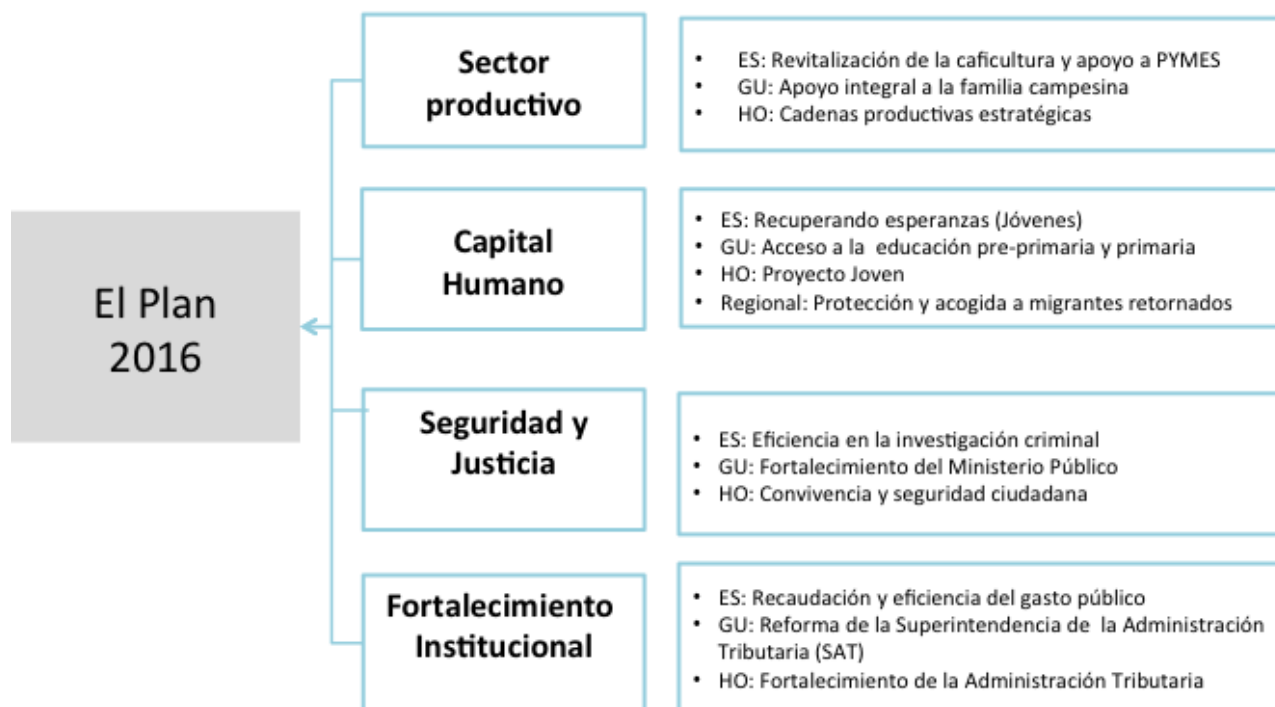 El Plan
2016
Sector
productivo
• ES: Revitalización de la caficultura y apoyo a PYMES
• GU: Apoyo integral a la familia campesina
• HO: Cadenas productivas estratégicas
Capital
Humano
• ES: Recuperando esperanzas (Jóvenes)
• GU: Acceso a la educación pre-primaria y primaria
• HO: Proyecto Joven
• Regional: Protección y acogida a migrantes retornados
Seguridad y
Justicia
• ES: Eficiencia en la investigación criminal
• GU: Fortalecimiento del Ministerio Público
• HO: Convivencia y seguridad ciudadana
Fortalecimiento
Institucional
• ES: Recaudación y eficiencia del gasto público
• GU: Reforma de la Superintendencia de la Administración
Tributaria (SAT)
• HO: Fortalecimiento de la Administración Tributaria